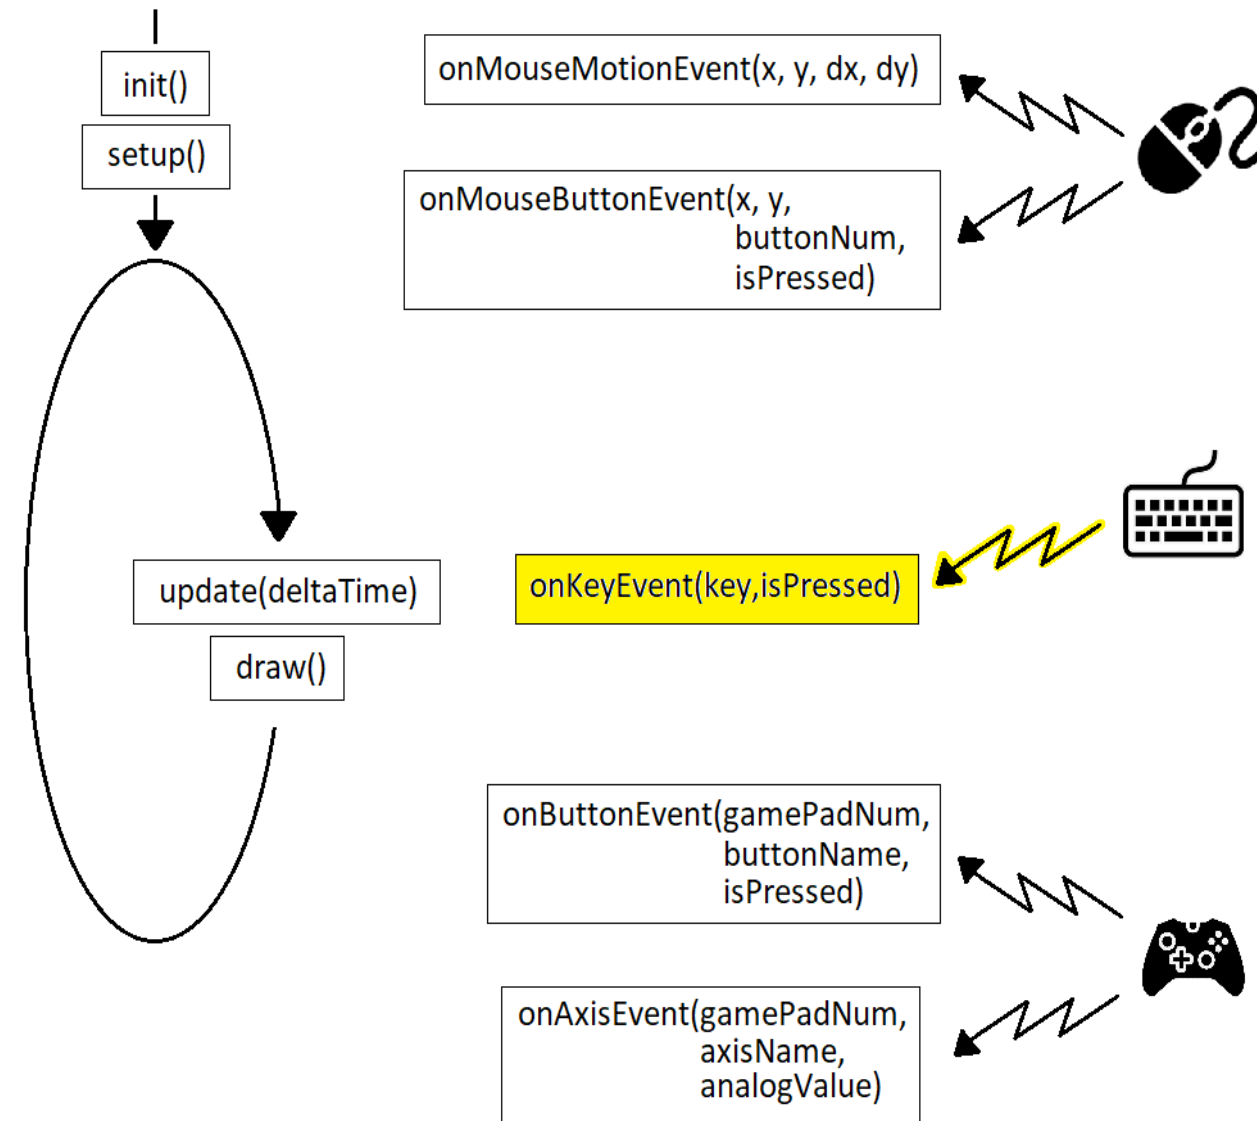 init()
setup()
update(deltaTime)
draw()
onMouseMotionEvent(x, y, dx, dy)
onMouseButtonEvent(x, y,
buttonNum,
isPressed)
onKeyEvent(key,isPressed)
onButtonEvent(gamePadNum,
buttonName,
isPressed)
onAxisEvent(gamePadNum,
axisName,
analogValue)